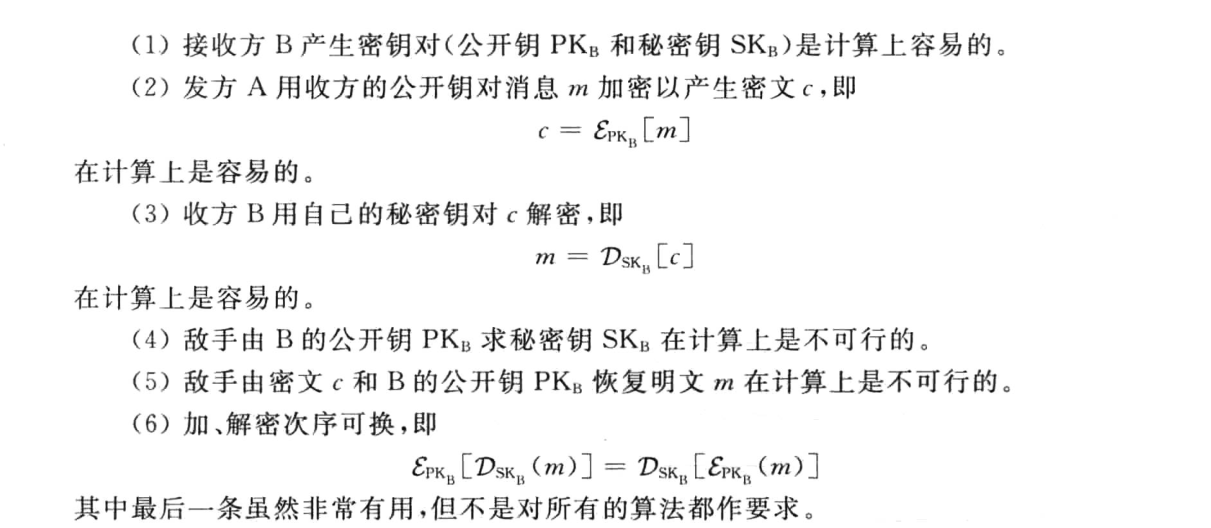 (1) 接收方 B 产生密钥对(公开钥 PK_B 和秘密钥 SK_B)是计算上容易的。
(2) 发方 A 用收方的公开钥对消息 m 加密以产生密文 c,即
c = ℰ_{PK_B}[m]
在计算上是容易的。
(3) 收方 B 用自己的秘密钥对 c 解密,即
m = 𝒟_{SK_B}[c]
在计算上是容易的。
(4) 敌手由 B 的公开钥 PK_B 求秘密钥 SK_B 在计算上是不可行的。
(5) 敌手由密文 c 和 B 的公开钥 PK_B 恢复明文 m 在计算上是不可行的。
(6) 加、解密次序可换,即
ℰ_{PK_B}[𝒟_{SK_B}(m)] = 𝒟_{SK_B}[ℰ_{PK_B}(m)]
其中最后一条虽然非常有用,但不是对所有的算法都作要求。